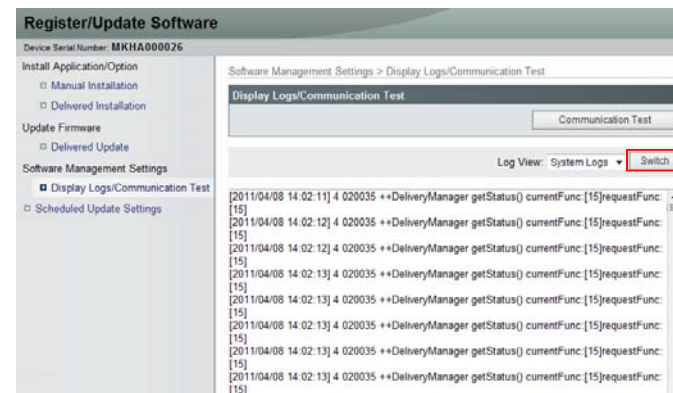 Register/Update Software
Device Serial Number: MKHA000026
Install Application/Option
Manual Installation
Delivered Installation
Update Firmware
Delivered Update
Software Management Settings
Display Logs/Communication Test
Scheduled Update Settings
Software Management Settings > Display Logs/Communication Test
Display Logs/Communication Test
Communication Test
Log View: System Logs Switch
[2011/04/08 14:02:11] 4 020035 ++DeliveryManager getStatus() currentFunc:[15]requestFunc:
[15]
[2011/04/08 14:02:12] 4 020035 ++DeliveryManager getStatus() currentFunc:[15]requestFunc:
[15]
[2011/04/08 14:02:12] 4 020035 ++DeliveryManager getStatus() currentFunc:[15]requestFunc:
[15]
[2011/04/08 14:02:13] 4 020035 ++DeliveryManager getStatus() currentFunc:[15]requestFunc:
[15]
[2011/04/08 14:02:13] 4 020035 ++DeliveryManager getStatus() currentFunc:[15]requestFunc:
[15]
[2011/04/08 14:02:13] 4 020035 ++DeliveryManager getStatus() currentFunc:[15]requestFunc:
[15]
[2011/04/08 14:02:13] 4 020035 ++DeliveryManager getStatus() currentFunc:[15]requestFunc:
[15]
[2011/04/08 14:02:13] 4 020035 ++DeliveryManager getStatus() currentFunc:[15]requestFunc:
[15]